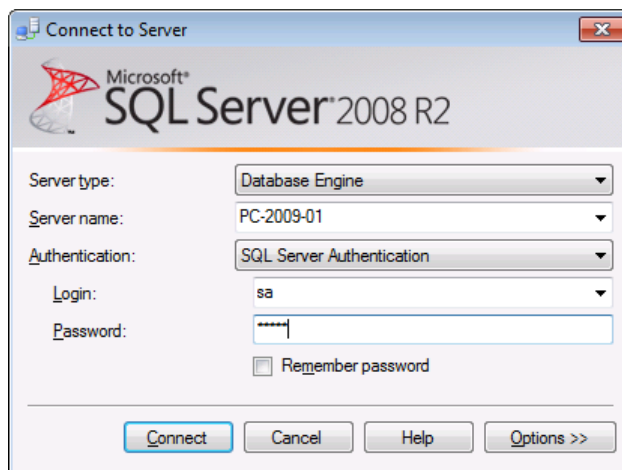 Connect to Server
Microsoft®
SQL Server® 2008 R2
Server type: Database Engine
Server name: PC-2009-01
Authentication: SQL Server Authentication
Login: sa
Password: *****
Remember password
Connect Cancel Help Options >>